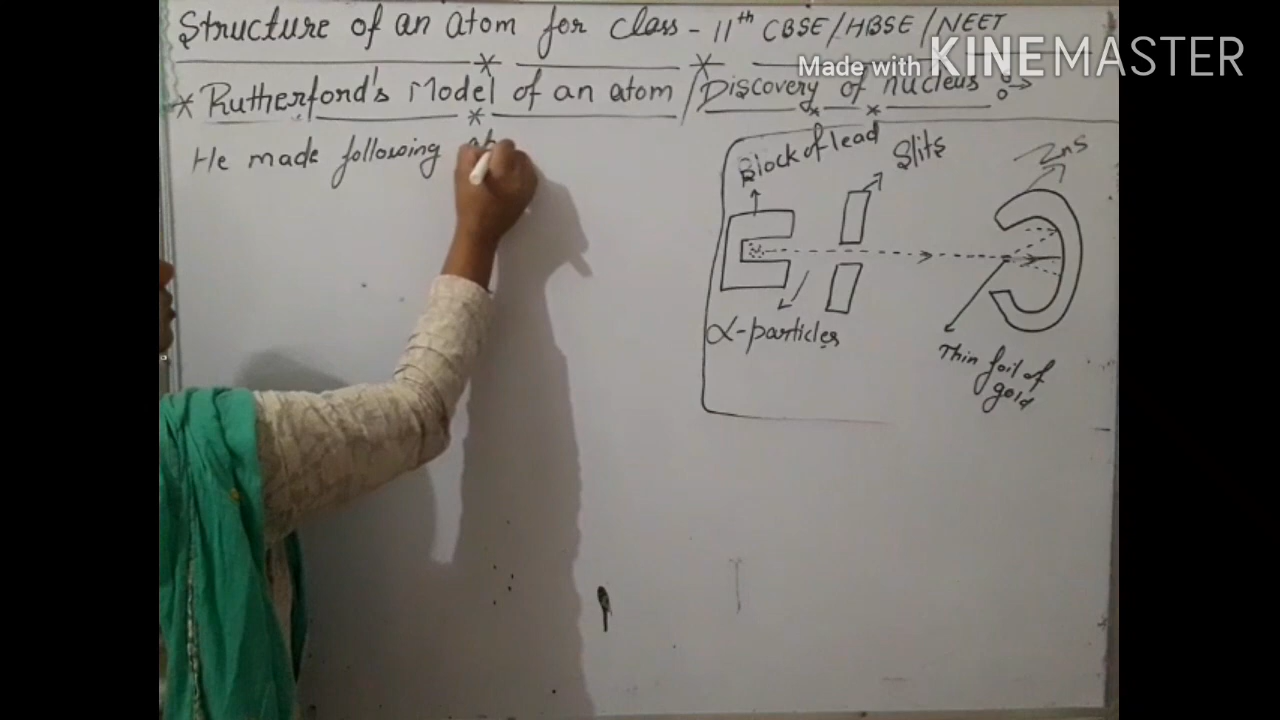 Structure of an atom for class - 11th CBSE/HBSE/NEET
Made with KINEMASTER
* Rutherford's Model of an atom / Discovery of nucleus :→
He made following ob
Block of lead
Slits
ZnS
α-particles
Thin foil of
gold